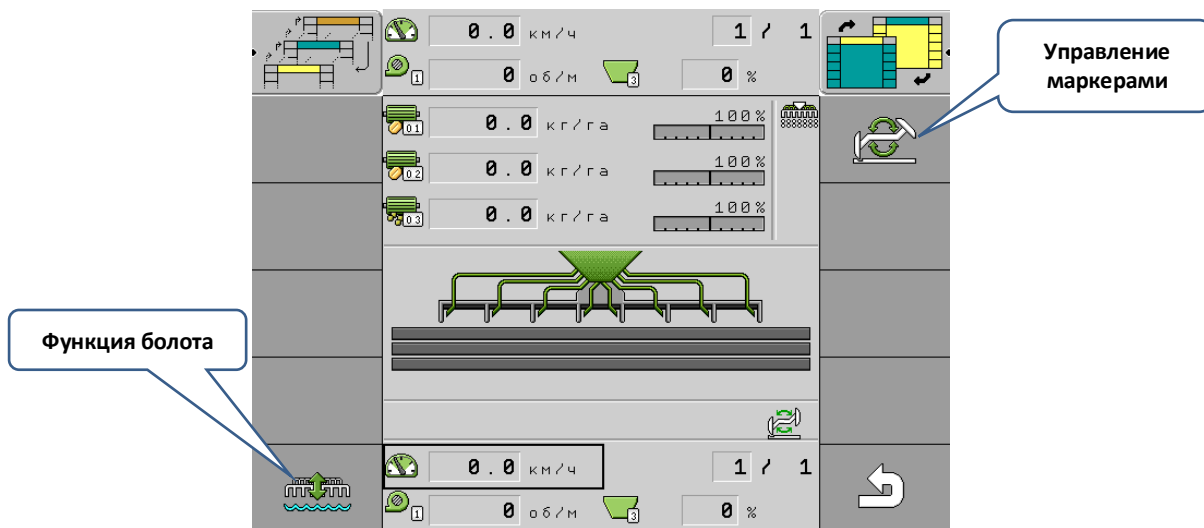 0.0 км/ч 1 / 1
1 0 об/м 3 0 %
Управление
маркерами
01 0.0 кг/га 100%
02 0.0 кг/га 100%
03 0.0 кг/га 100%
Функция болота
0.0 км/ч 1 / 1
1 0 об/м 3 0 %